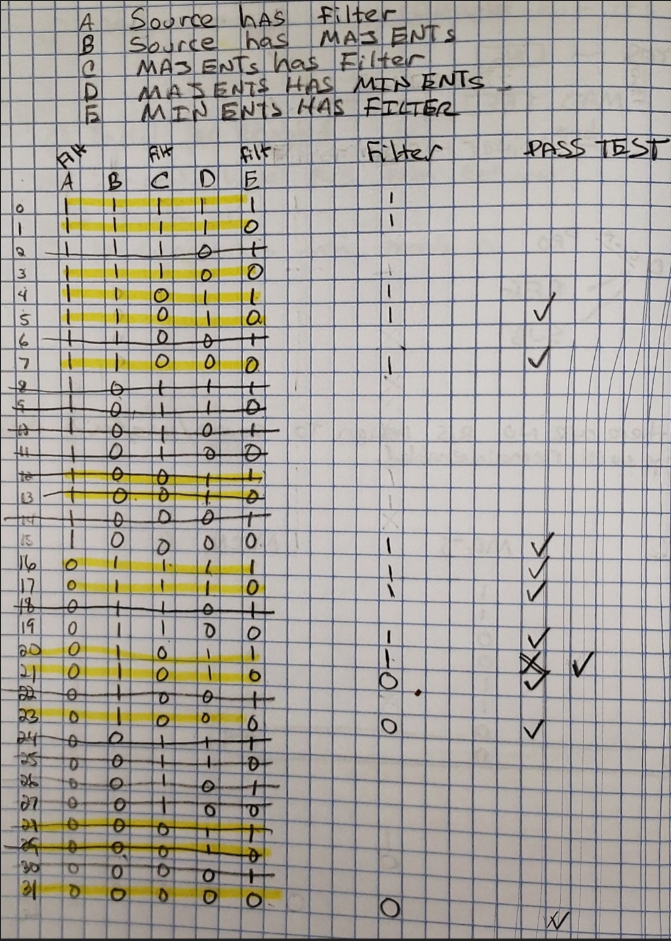 A Source hAS Filter
B Source has MAJ ENTs
C MAJ ENTs has Filter
D MAJ ENTs HAS MIN ENTs
E MIN ENTs HAS FILTER
Filt Filt filt Filter PASS TEST
A B C D E
0 1 1 1 1 1 1
1 1 1 1 1 0 1
2 1 1 1 0 1
3 1 1 1 0 0
4 1 1 0 1 1 1
5 1 1 0 1 0 1 ✓
6 1 1 0 0 1
7 1 1 0 0 0 1 ✓
8 1 0 1 1 1
9 1 0 1 1 0
10 1 0 1 0 1
11 1 0 1 0 0
12 1 0 0 1 1
13 1 0 0 1 0
14 1 0 0 0 1
15 1 0 0 0 0 1 ✓
16 0 1 1 1 1 1 ✓
17 0 1 1 1 0 1 ✓
18 0 1 1 0 1
19 0 1 1 0 0 1 ✓
20 0 1 0 1 1 1 ✓
21 0 1 0 1 0 0 ✓
22 0 1 0 0 1
23 0 1 0 0 0 0 ✓
24 0 0 1 1 1
25 0 0 1 1 0
26 0 0 1 0 1
27 0 0 1 0 0
0 0 0 1 1
29 0 0 0 1 0
30 0 0 0 0 1
31 0 0 0 0 0 0 ✓